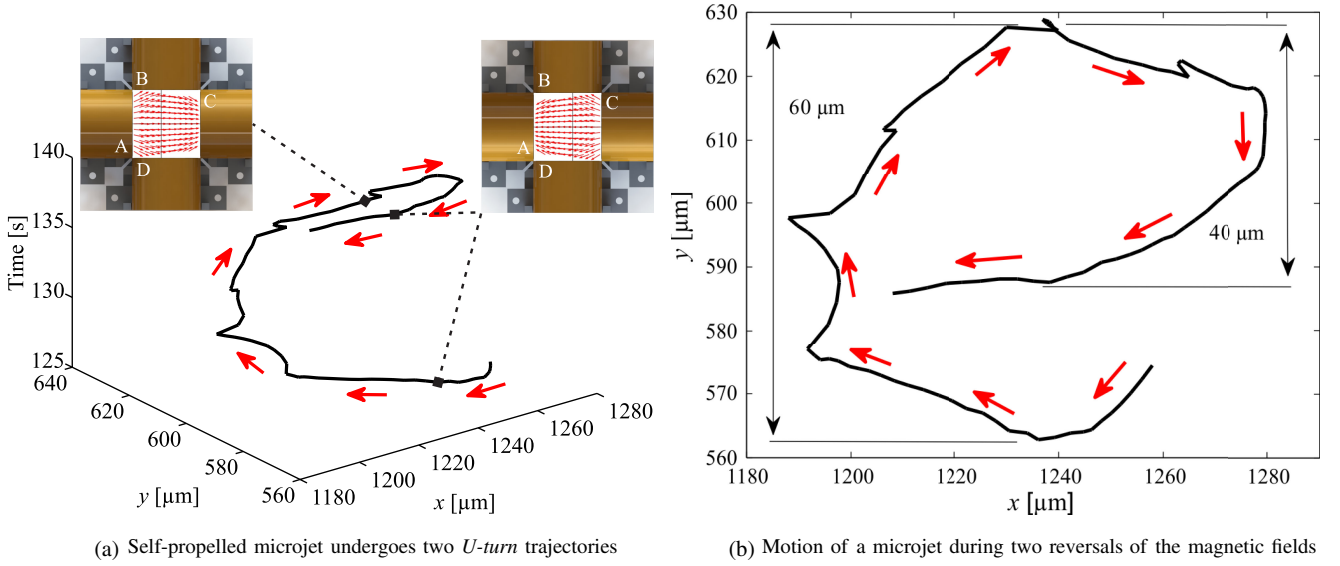 B
C
A
D
B
C
A
D
140
135
130
125
Time [s]
640
620
600
580
560
y [µm]
1180
1200
1220
1240
1260
1280
x [µm]
(a) Self-propelled microjet undergoes two U-turn trajectories
630
620
610
600
590
580
570
560
y [µm]
60 µm
40 µm
1180
1200
1220
1240
1260
1280
x [µm]
(b) Motion of a microjet during two reversals of the magnetic fields